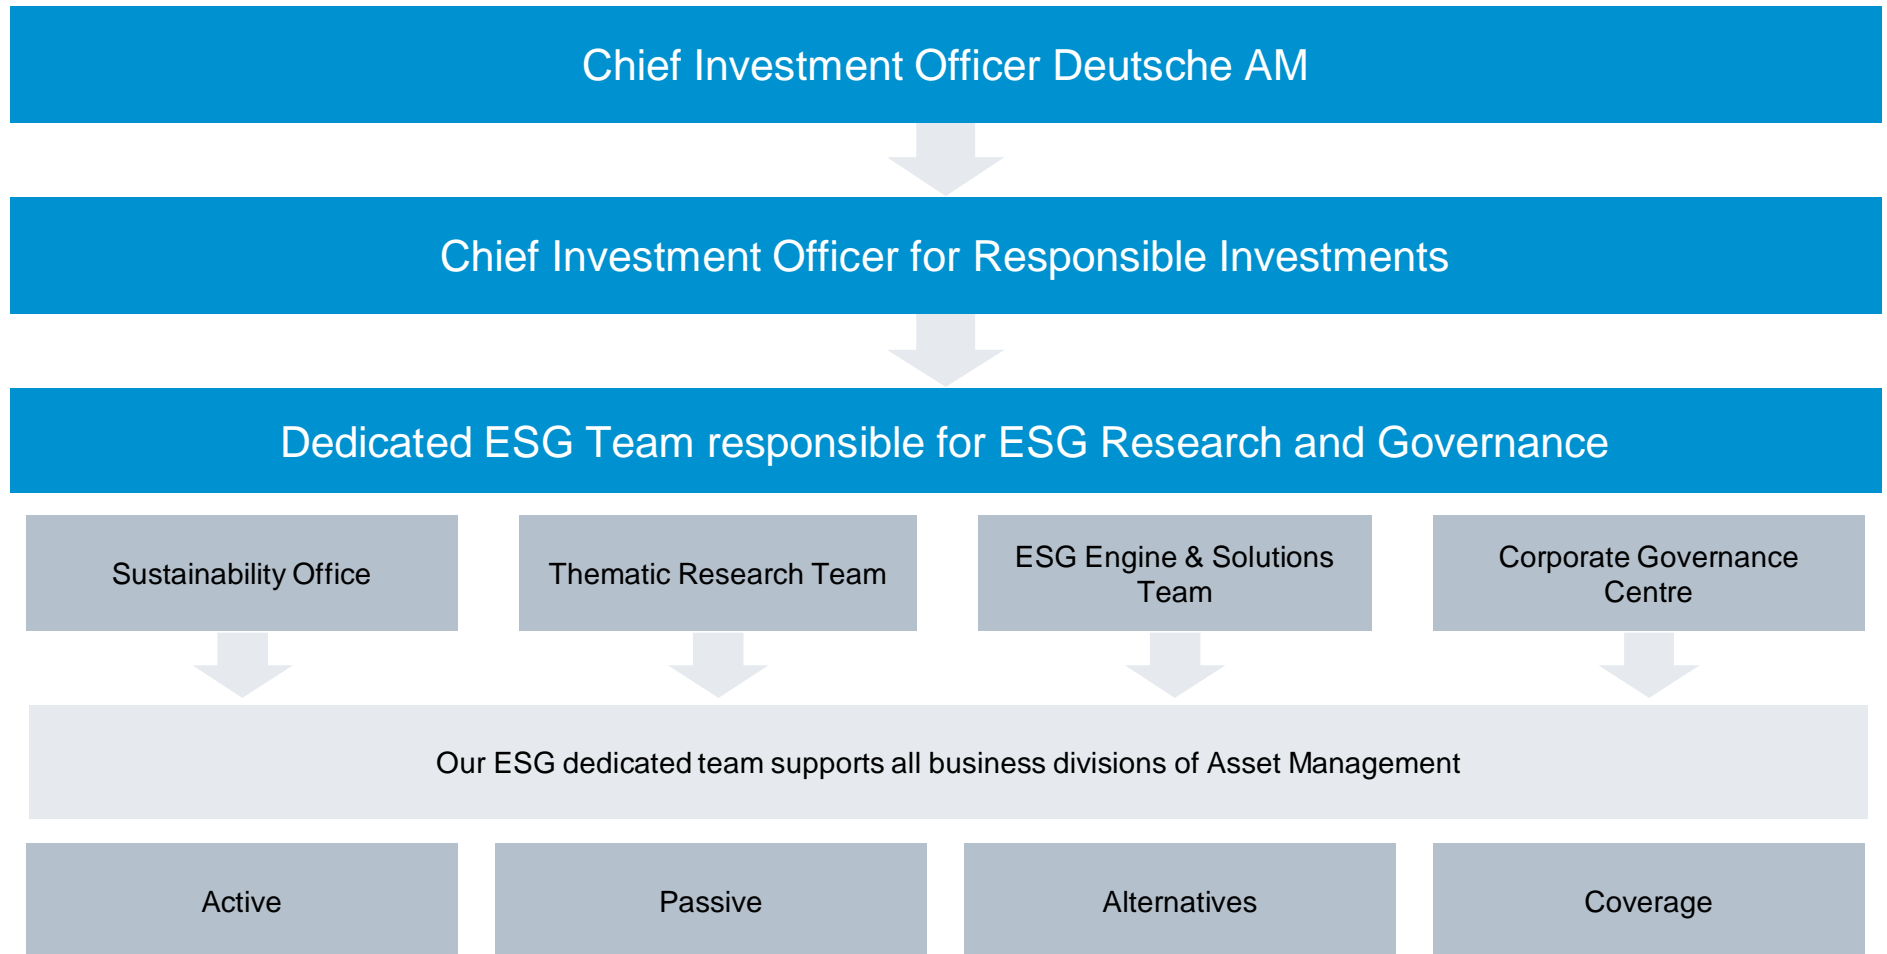 Chief Investment Officer Deutsche AM
Chief Investment Officer for Responsible Investments
Dedicated ESG Team responsible for ESG Research and Governance
Sustainability Office
Thematic Research Team
ESG Engine & Solutions
Team
Corporate Governance
Centre
Our ESG dedicated team supports all business divisions of Asset Management
Active
Passive
Alternatives
Coverage